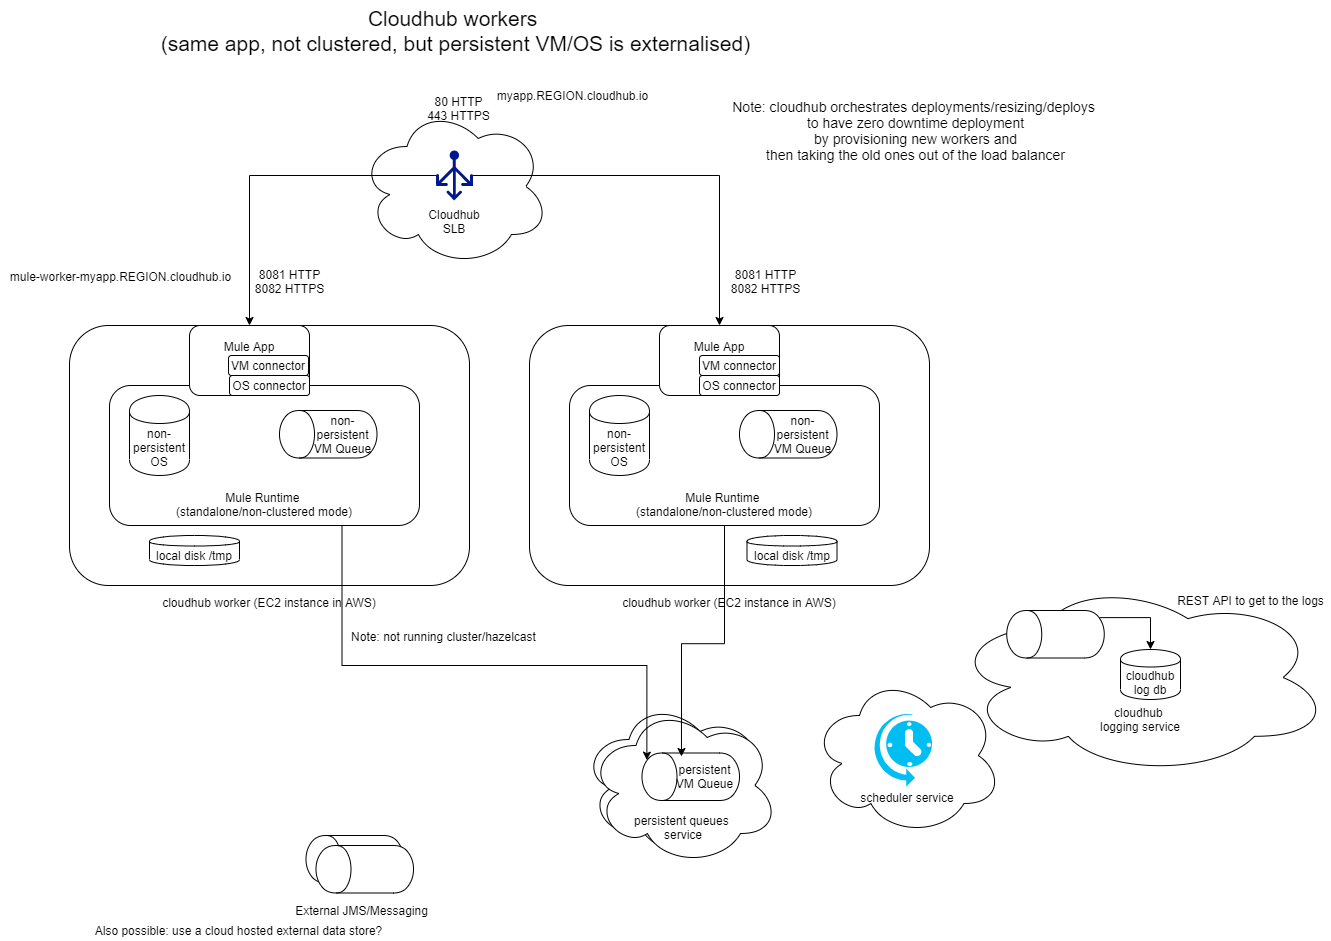 Cloudhub workers
(same app, not clustered, but persistent VM/OS is externalised)
80 HTTP
443 HTTPS
myapp.REGION.cloudhub.io
Note: cloudhub orchestrates deployments/resizing/deploys
to have zero downtime deployment
by provisioning new workers and
then taking the old ones out of the load balancer
Cloudhub
SLB
mule-worker-myapp.REGION.cloudhub.io
8081 HTTP
8082 HTTPS
8081 HTTP
8082 HTTPS
Mule App
VM connector
OS connector
non-
persistent
OS
non-
persistent
VM Queue
Mule Runtime
(standalone/non-clustered mode)
local disk /tmp
cloudhub worker (EC2 instance in AWS)
Mule App
VM connector
OS connector
non-
persistent
OS
non-
persistent
VM Queue
Mule Runtime
(standalone/non-clustered mode)
local disk /tmp
cloudhub worker (EC2 instance in AWS)
Note: not running cluster/hazelcast
REST API to get to the logs
cloudhub
log db
cloudhub
logging service
persistent
VM Queue
persistent queues
service
scheduler service
External JMS/Messaging
Also possible: use a cloud hosted external data store?